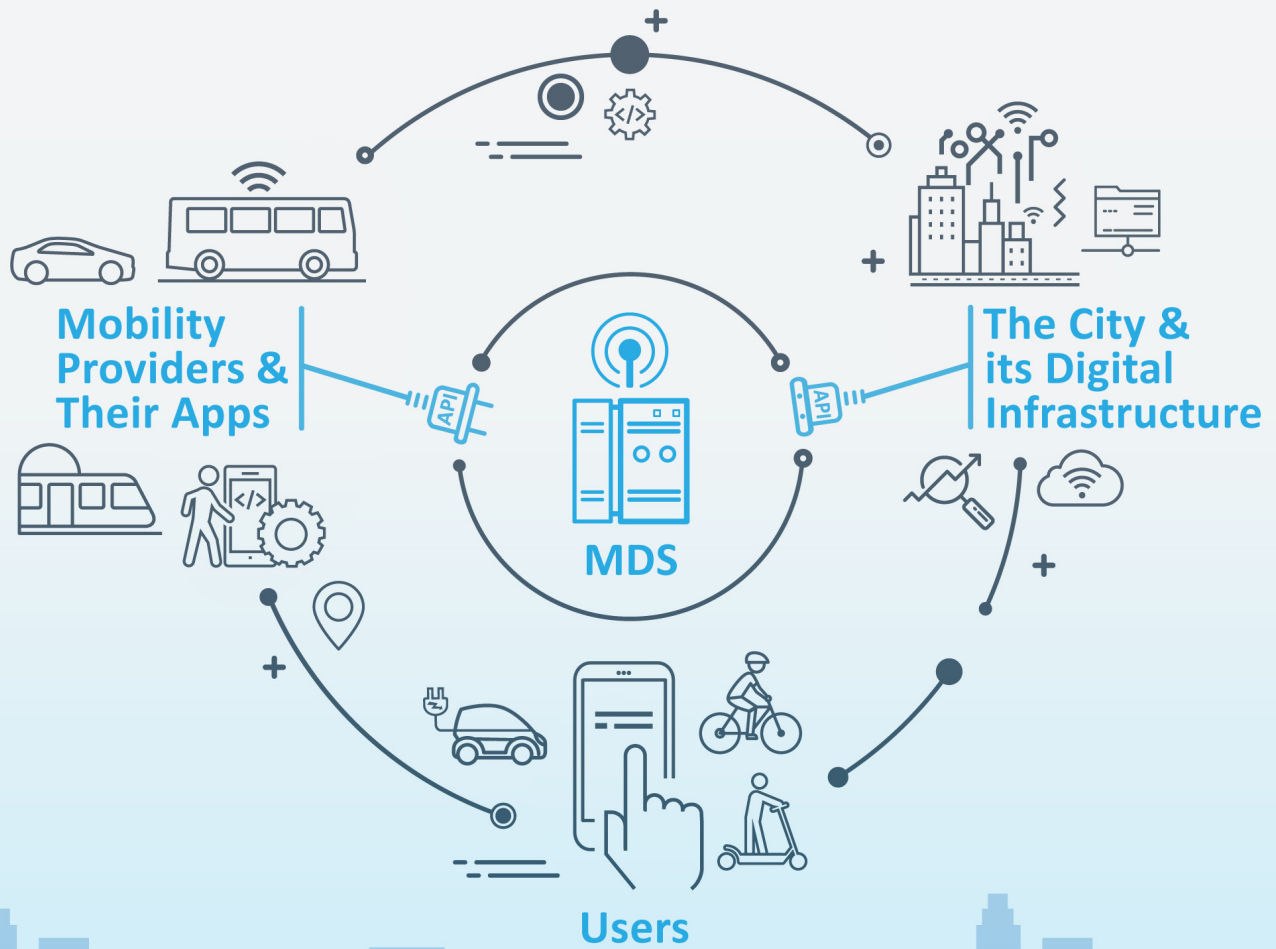 </>
Mobility
Providers &
Their Apps
API
API
The City &
its Digital
Infrastructure
</>
MDS
Users